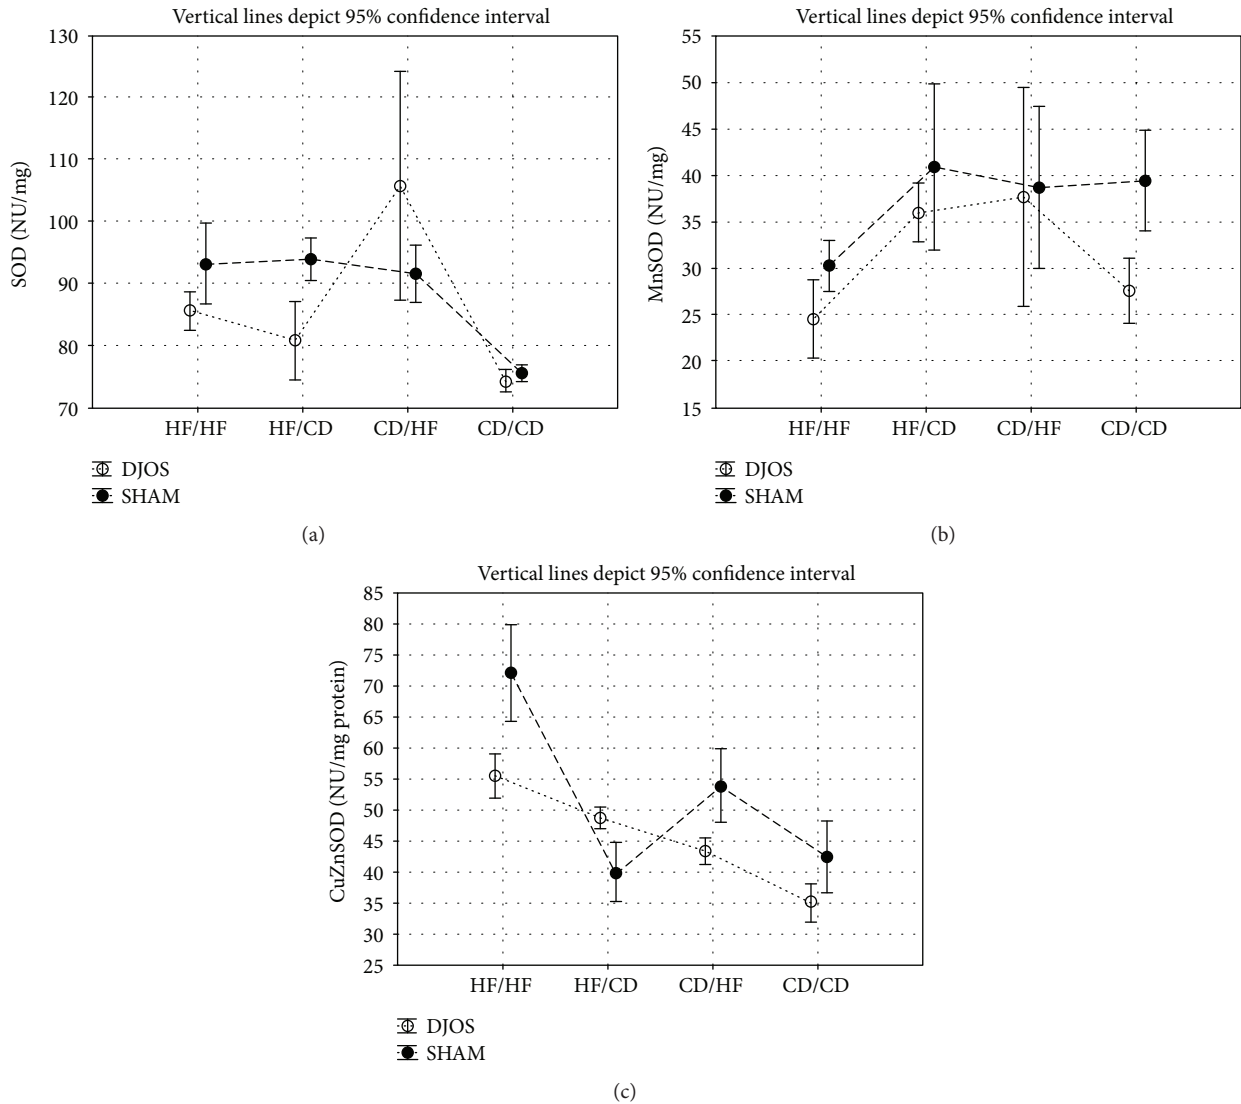 Vertical lines depict 95% confidence interval
130
120
110
100
90
80
70
SOD (NU/mg)
HF/HF HF/CD CD/HF CD/CD
DJOS
SHAM
(a)
Vertical lines depict 95% confidence interval
55
50
45
40
35
30
25
20
15
MnSOD (NU/mg)
HF/HF HF/CD CD/HF CD/CD
DJOS
SHAM
(b)
Vertical lines depict 95% confidence interval
85
80
75
70
65
60
55
50
45
40
35
30
25
CuZnSOD (NU/mg protein)
HF/HF HF/CD CD/HF CD/CD
DJOS
SHAM
(c)